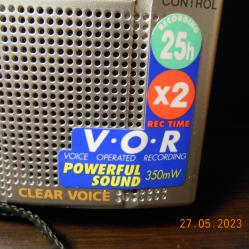 CONTROL
RECORDING
25h
x2
REC TIME
V·O·R
VOICE OPERATED RECORDING
POWERFUL
SOUND 350mW
CLEAR VOICE
27.05.2023